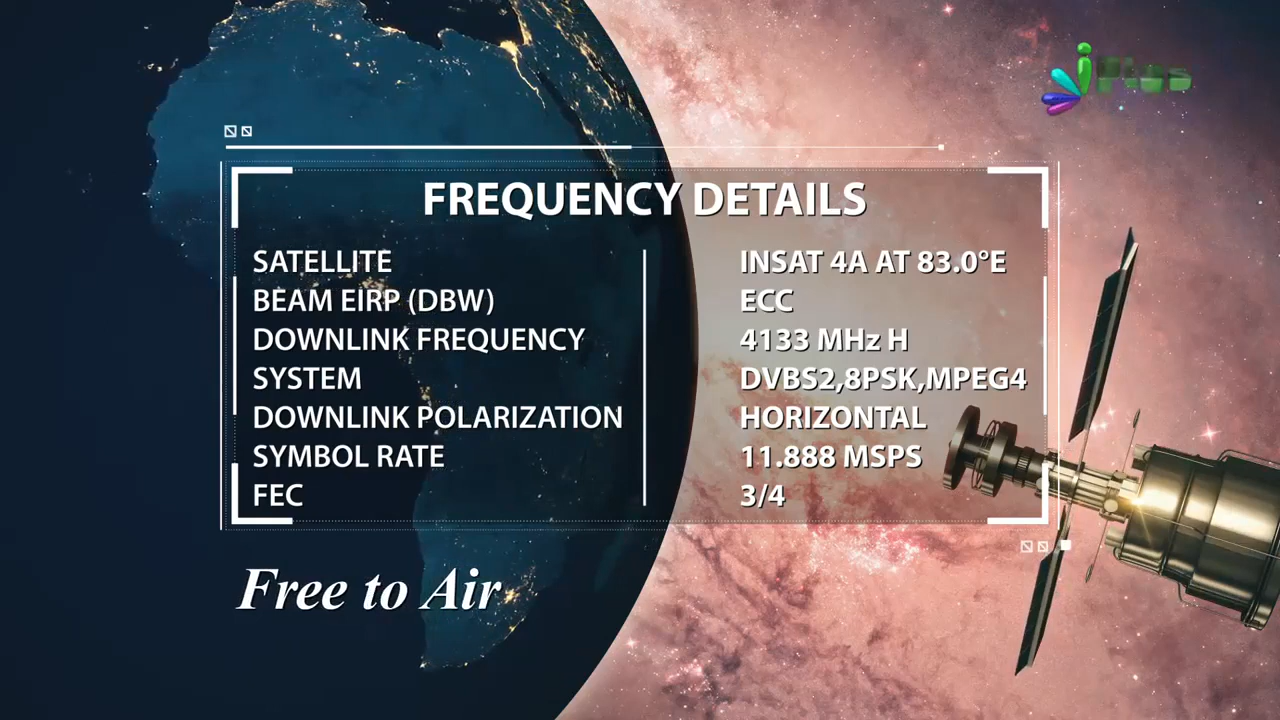 iPlus
FREQUENCY DETAILS
SATELLITE INSAT 4A AT 83.0°E
BEAM EIRP (DBW) ECC
DOWNLINK FREQUENCY 4133 MHz H
SYSTEM DVBS2,8PSK,MPEG4
DOWNLINK POLARIZATION HORIZONTAL
SYMBOL RATE 11.888 MSPS
FEC 3/4
Free to Air